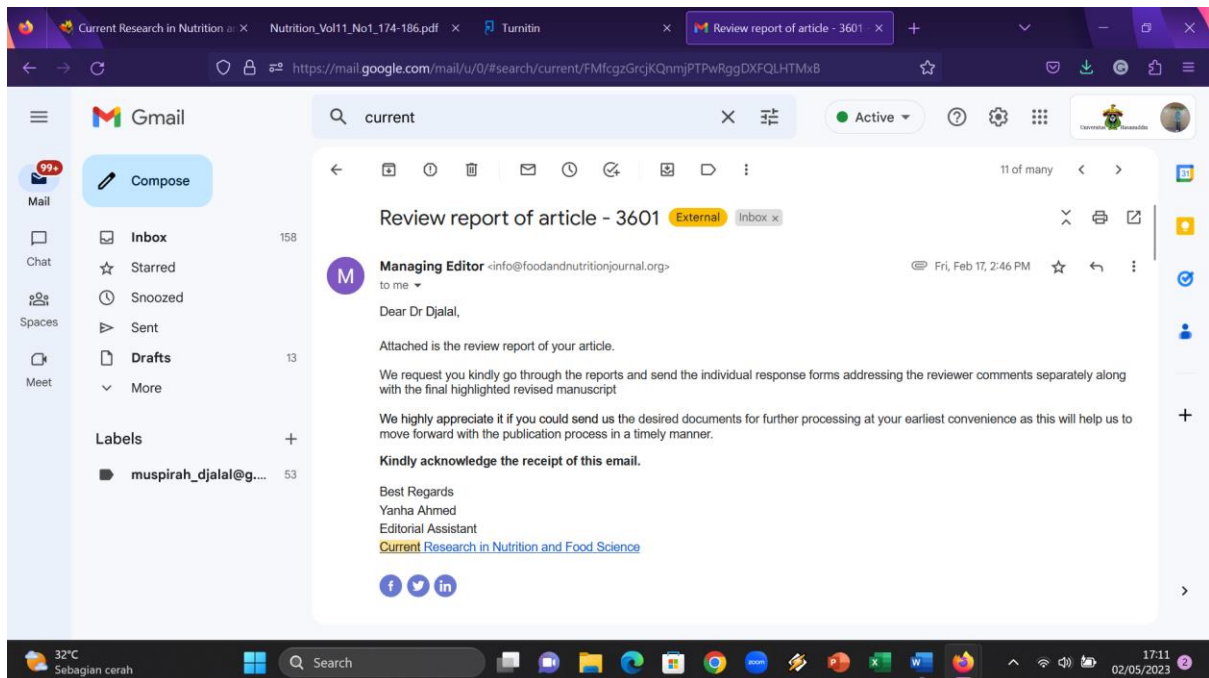 Current Research in Nutrition a
Nutrition_Vol11_No1_174-186.pdf
Turnitin
Review report of article - 3601
https://mail.google.com/mail/u/0/#search/current/FMfcgzGrcjKQnmjPTPwRggDXFQLHTMxB
Gmail
current
Active
99+
Mail
Chat
Spaces
Meet
Compose
Inbox 158
Starred
Snoozed
Sent
Drafts 13
More
Labels
muspirah_djalal@g.... 53
11 of many
31
Review report of article - 3601 External Inbox x
M
Managing Editor <info@foodandnutritionjournal.org>
Fri, Feb 17, 2:46 PM
to me
Dear Dr Djalal,
Attached is the review report of your article.
We request you kindly go through the reports and send the individual response forms addressing the reviewer comments separately along
with the final highlighted revised manuscript
We highly appreciate it if you could send us the desired documents for further processing at your earliest convenience as this will help us to
move forward with the publication process in a timely manner.
Kindly acknowledge the receipt of this email.
Best Regards
Yanha Ahmed
Editorial Assistant
Current Research in Nutrition and Food Science
32°C
Sebagian cerah
Search
zoom
17:11
02/05/2023
2